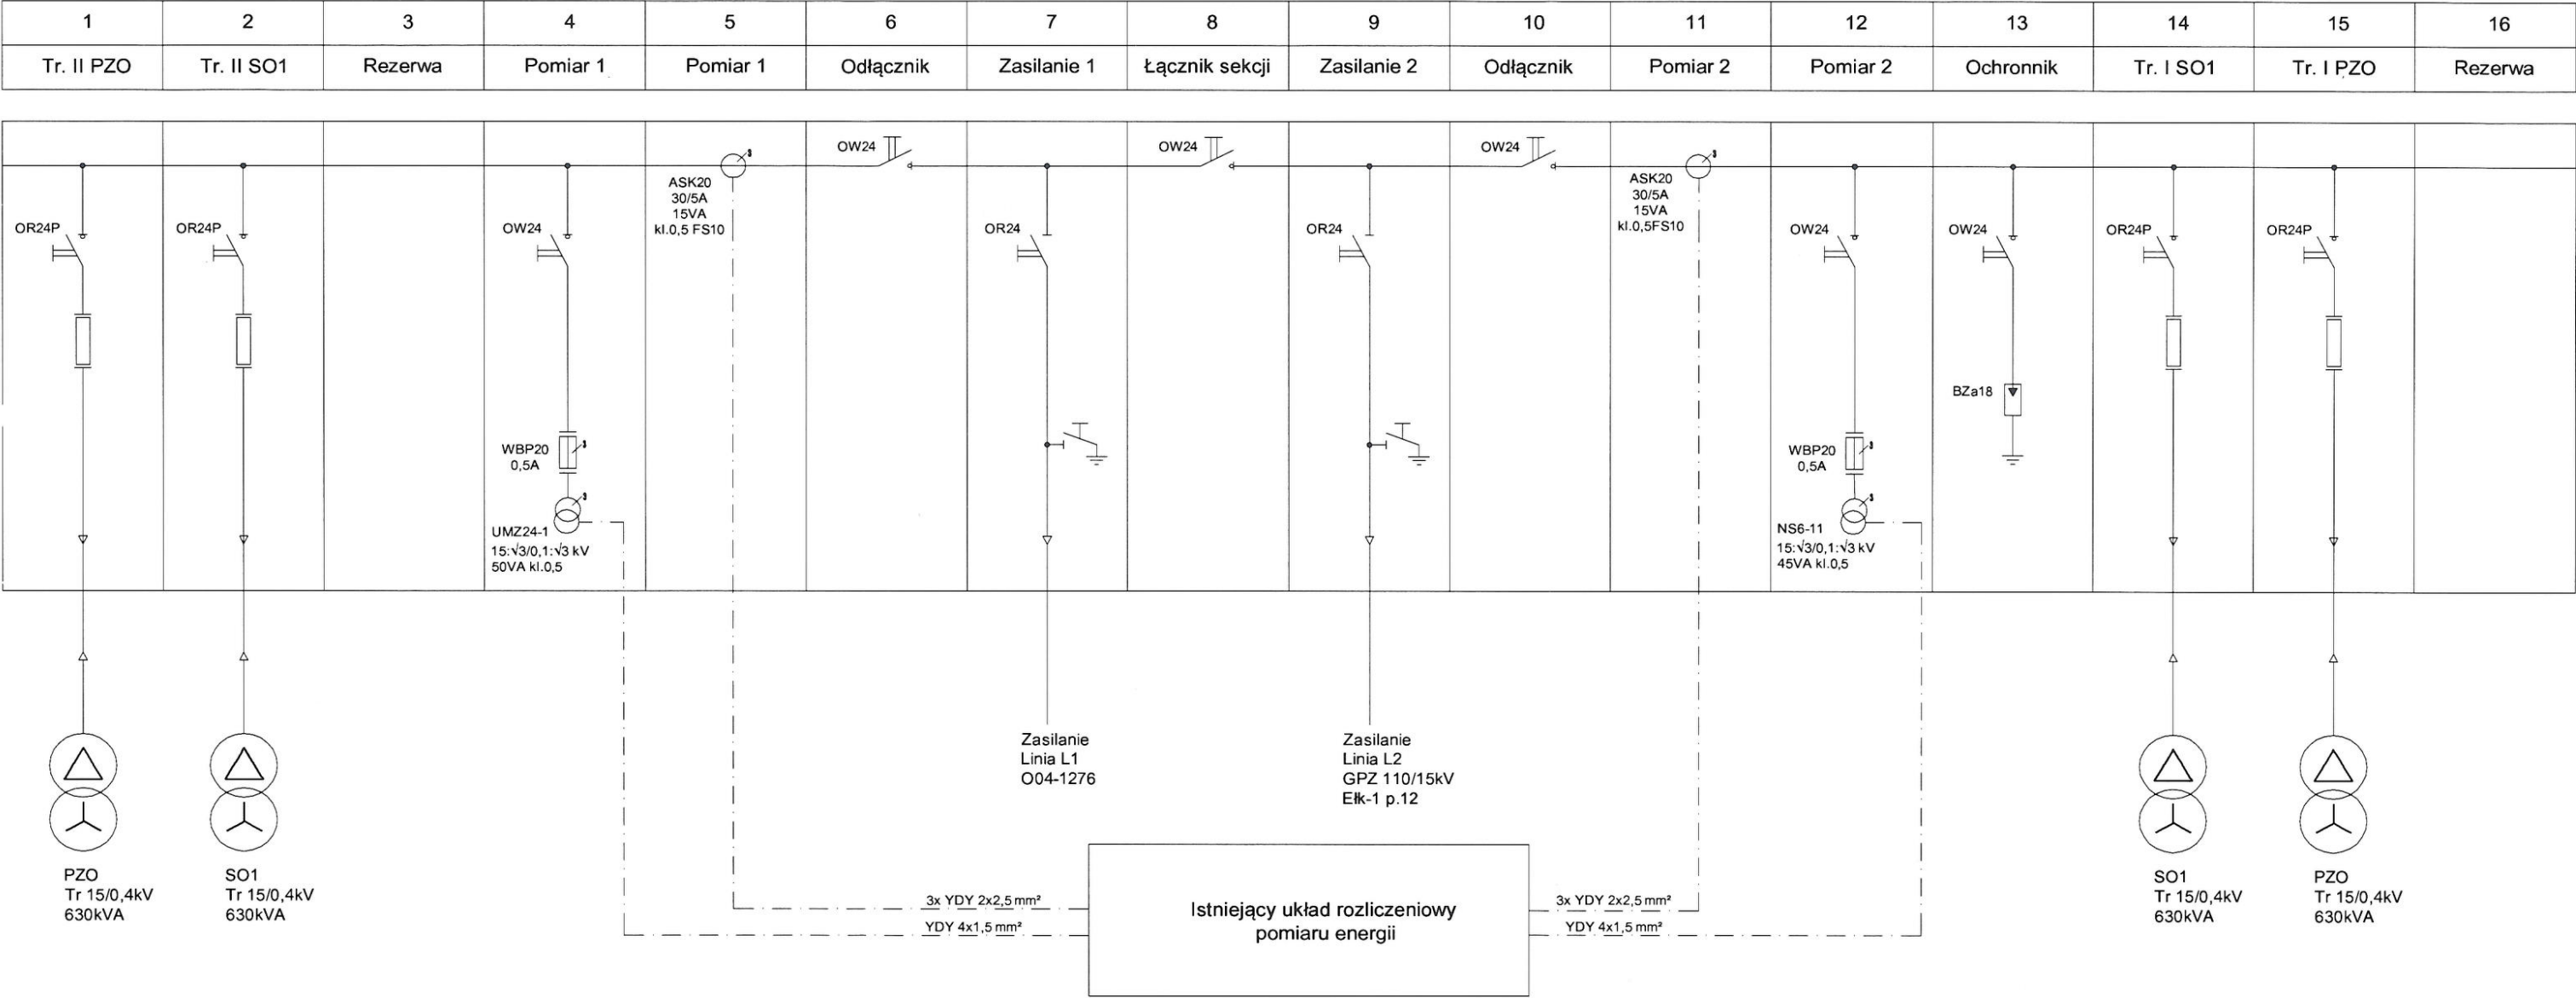 1 2 3 4 5 6 7 8 9 10 11 12 13 14 15 16
Tr. II PZO Tr. II SO1 Rezerwa Pomiar 1 Pomiar 1 Odłącznik Zasilanie 1 Łącznik sekcji Zasilanie 2 Odłącznik Pomiar 2 Pomiar 2 Ochronnik Tr. I SO1 Tr. I PZO Rezerwa
OR24P
OR24P
OW24
WBP20 3
0,5A
3
UMZ24-1
15:√3/0,1:√3 kV
50VA kl.0,5
3
ASK20
30/5A
15VA
kl.0,5 FS10
OW24
OR24
OW24
OR24
OW24
3
ASK20
30/5A
15VA
kl.0,5FS10
OW24
WBP20 3
0,5A
3
NS6-11
15:√3/0,1:√3 kV
45VA kl.0,5
OW24
BZa18
OR24P
OR24P
Zasilanie
Linia L1
O04-1276
Zasilanie
Linia L2
GPZ 110/15kV
Ełk-1 p.12
PZO
Tr 15/0,4kV
630kVA
SO1
Tr 15/0,4kV
630kVA
3x YDY 2x2,5 mm²
YDY 4x1,5 mm²
Istniejący układ rozliczeniowy
pomiaru energii
3x YDY 2x2,5 mm²
YDY 4x1,5 mm²
SO1
Tr 15/0,4kV
630kVA
PZO
Tr 15/0,4kV
630kVA